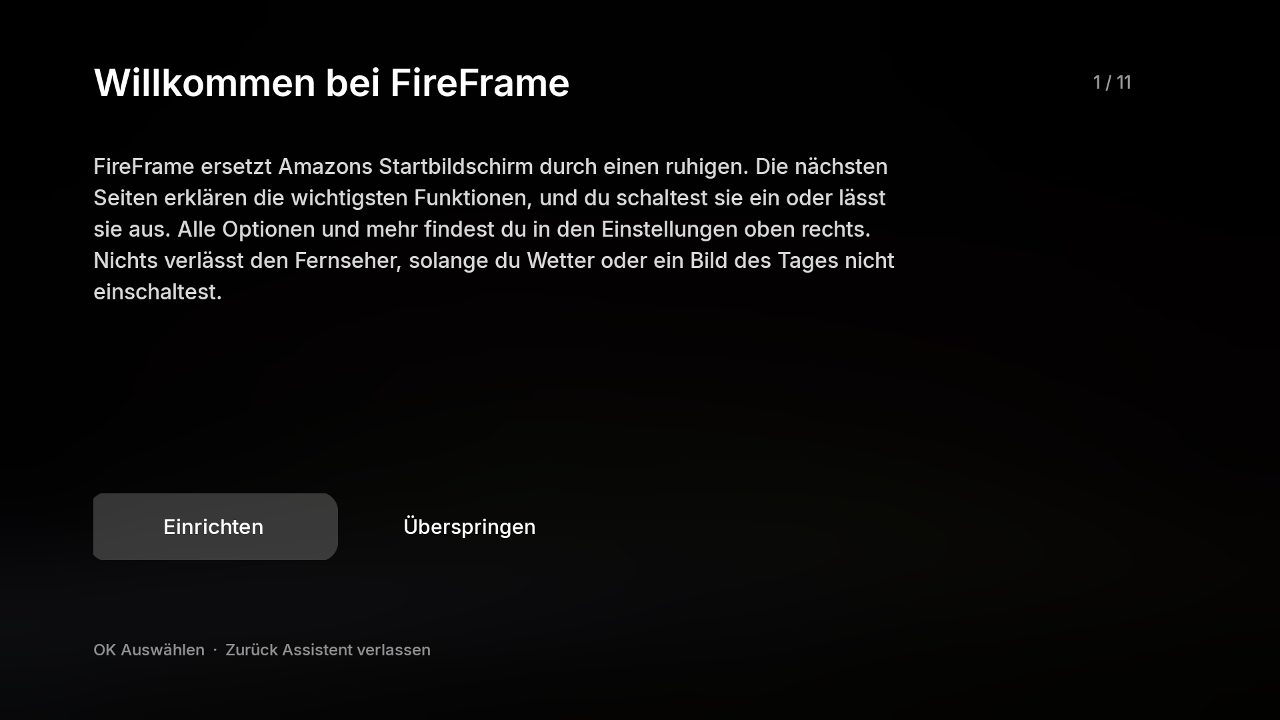 Willkommen bei FireFrame
1 / 11
FireFrame ersetzt Amazons Startbildschirm durch einen ruhigen. Die nächsten
Seiten erklären die wichtigsten Funktionen, und du schaltest sie ein oder lässt
sie aus. Alle Optionen und mehr findest du in den Einstellungen oben rechts.
Nichts verlässt den Fernseher, solange du Wetter oder ein Bild des Tages nicht
einschaltest.
Einrichten
Überspringen
OK Auswählen · Zurück Assistent verlassen